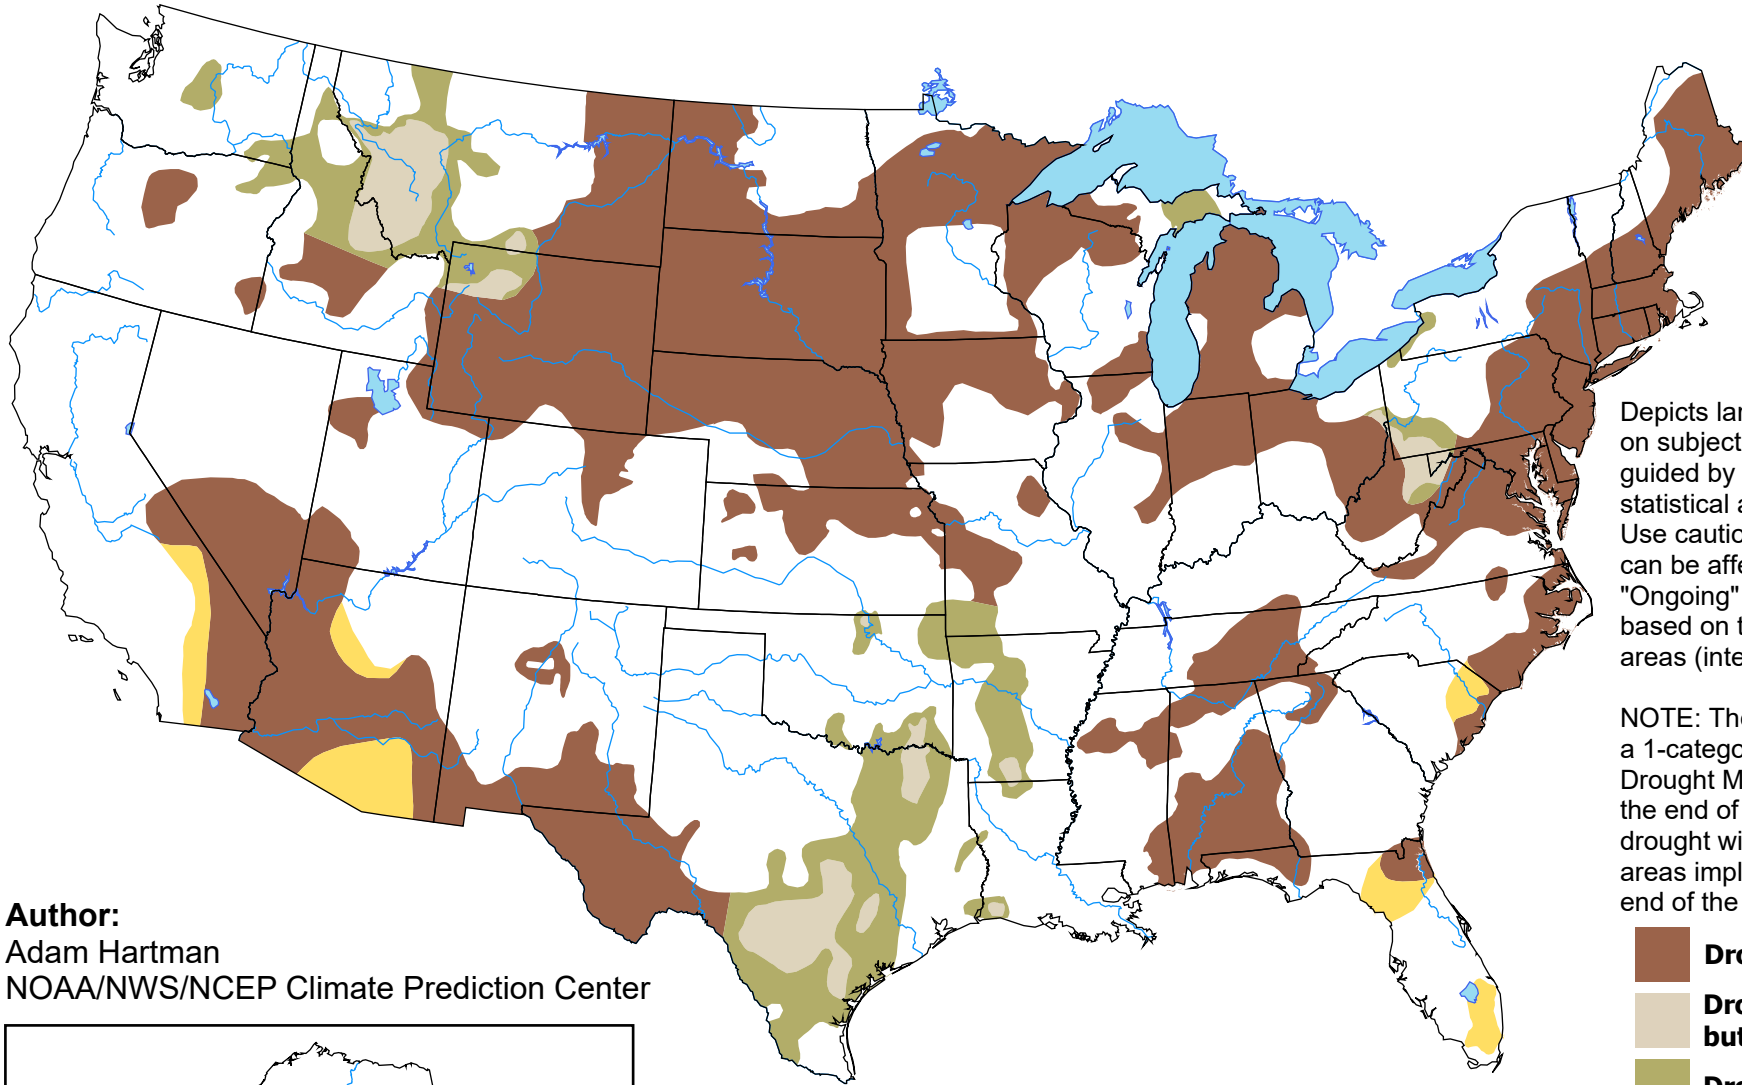 Depicts lar
on subject
guided by
statistical a
Use cautio
can be affe
"Ongoing"
based on t
areas (inte
NOTE: The
a 1-catego
Drought M
the end of
drought wi
areas impl
end of the
Author:
Adam Hartman
NOAA/NWS/NCEP Climate Prediction Center
Dro
Dro
but